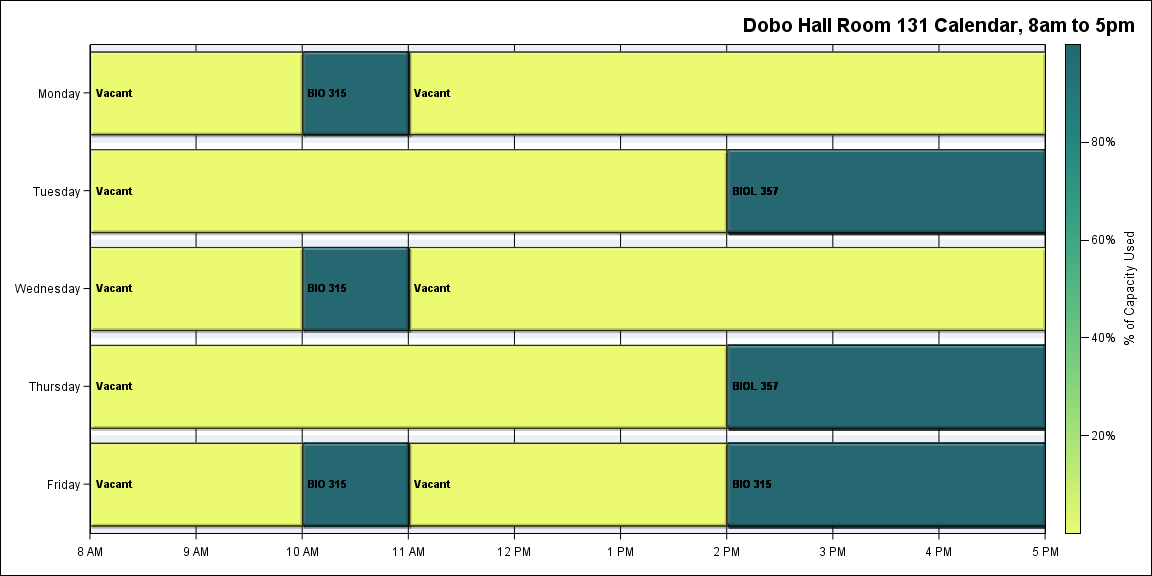 Dobo Hall Room 131 Calendar, 8am to 5pm
Monday Vacant BIO 315 Vacant
Tuesday Vacant BIOL 357
Wednesday Vacant BIO 315 Vacant
Thursday Vacant BIOL 357
Friday Vacant BIO 315 Vacant BIO 315
8 AM 9 AM 10 AM 11 AM 12 PM 1 PM 2 PM 3 PM 4 PM 5 PM
80%
60%
40%
20%
% of Capacity Used